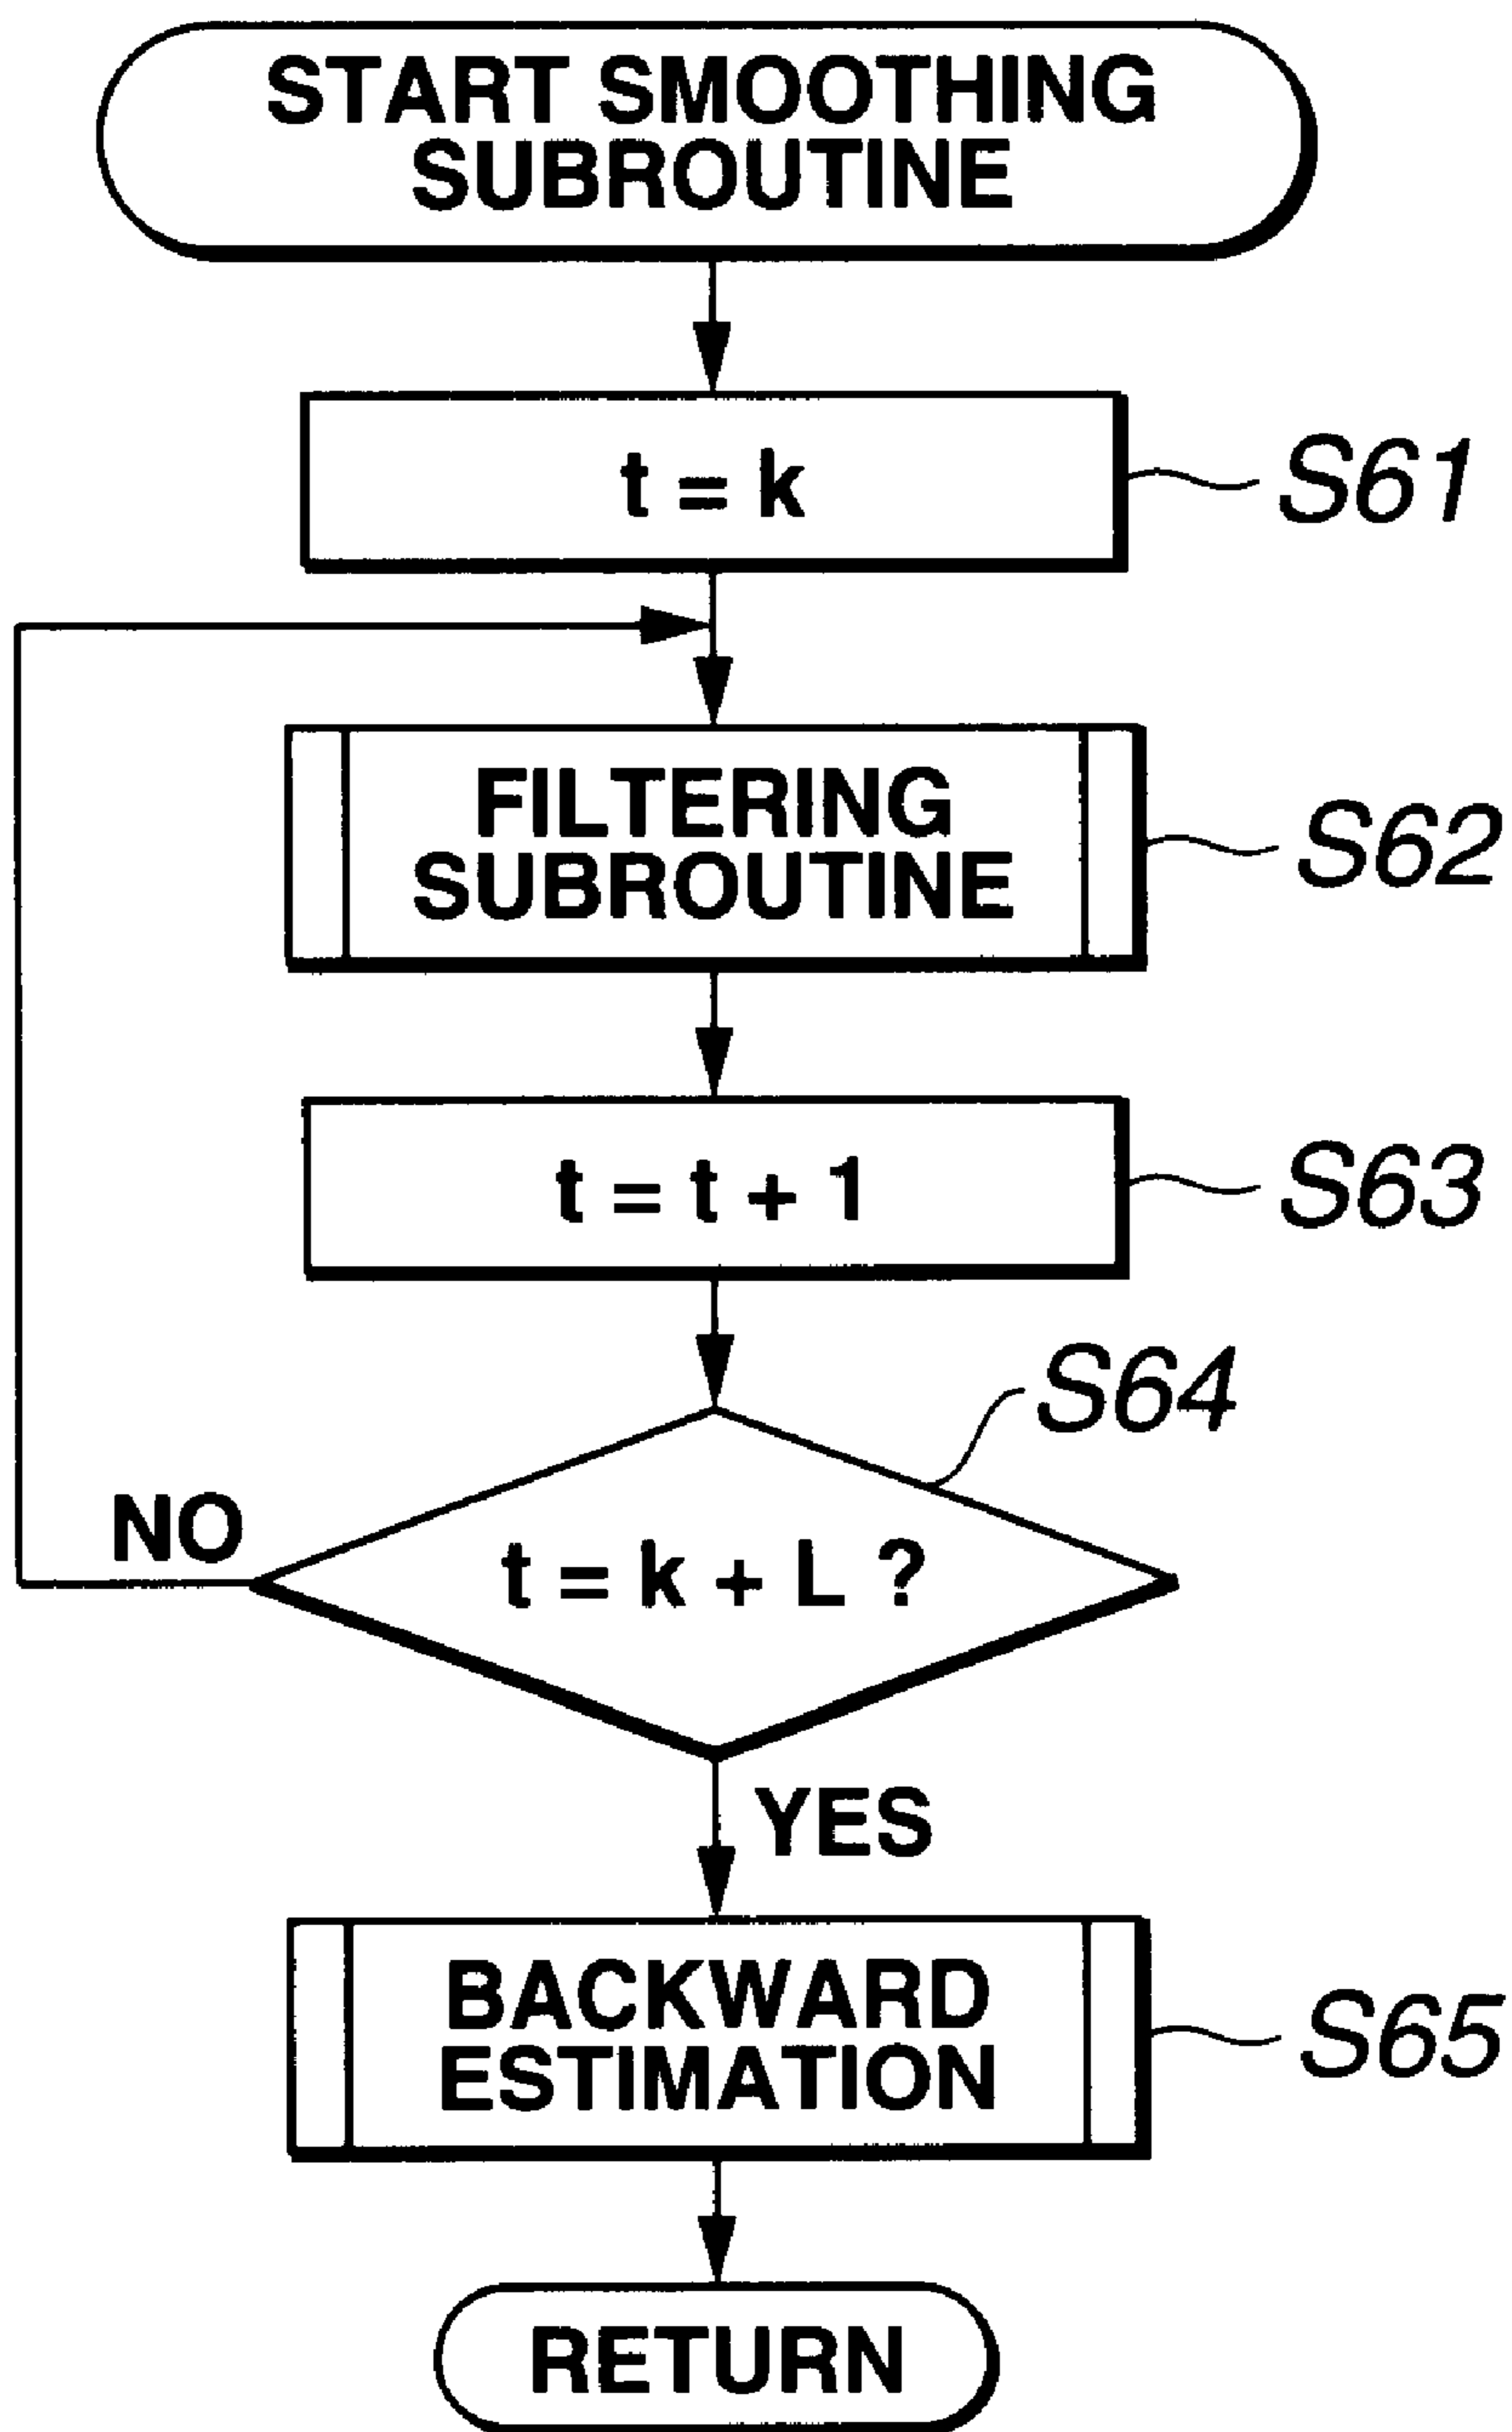 START SMOOTHING
SUBROUTINE
t = k
S61
FILTERING
SUBROUTINE
S62
t = t + 1
S63
S64
NO
t = k + L ?
YES
BACKWARD
ESTIMATION
S65
RETURN